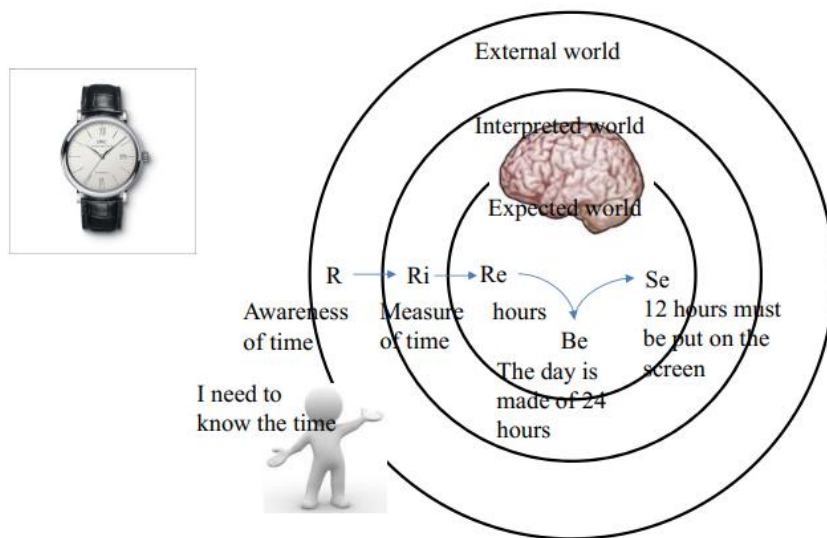 External world
Interpreted world
Expected world
IWC
R
Ri
Re
Se
Awareness
of time
Measure
of time
hours
Be
12 hours must
be put on the
screen
The day is
made of 24
hours
I need to
know the time